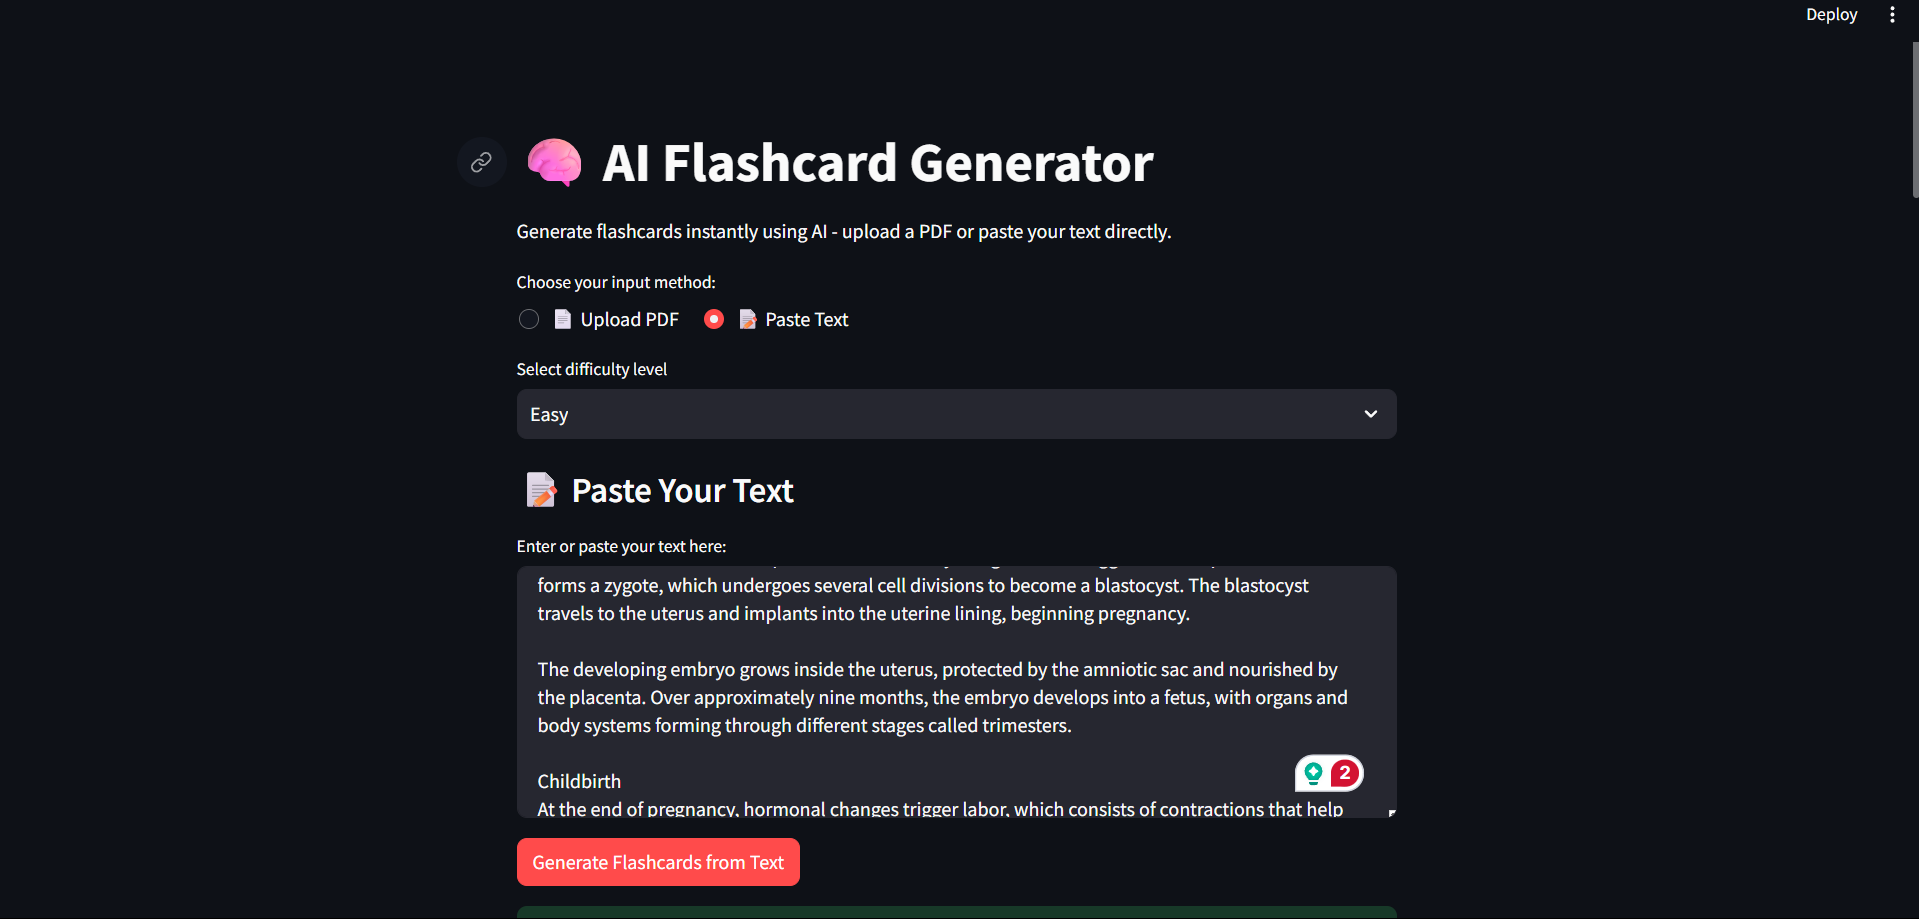 Deploy
AI Flashcard Generator
Generate flashcards instantly using AI - upload a PDF or paste your text directly.
Choose your input method:
Upload PDF
Paste Text
Select difficulty level
Easy
Paste Your Text
Enter or paste your text here:
forms a zygote, which undergoes several cell divisions to become a blastocyst. The blastocyst
travels to the uterus and implants into the uterine lining, beginning pregnancy.
The developing embryo grows inside the uterus, protected by the amniotic sac and nourished by
the placenta. Over approximately nine months, the embryo develops into a fetus, with organs and
body systems forming through different stages called trimesters.
2
Childbirth
At the end of pregnancy, hormonal changes trigger labor, which consists of contractions that help
Generate Flashcards from Text